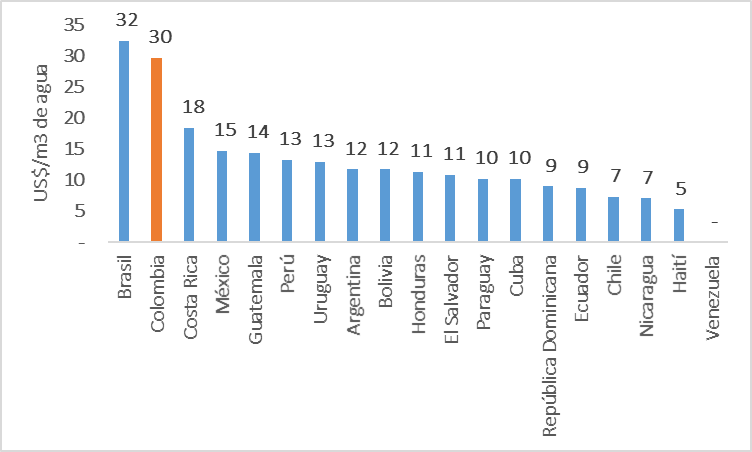 US$/m3 de agua
35
30
25
20
15
10
5
-
32
30
18
15
14
13
13
12
12
11
11
10
10
9
9
7
7
5
-
Brasil
Colombia
Costa Rica
México
Guatemala
Perú
Uruguay
Argentina
Bolivia
Honduras
El Salvador
Paraguay
Cuba
República Dominicana
Ecuador
Chile
Nicaragua
Haití
Venezuela